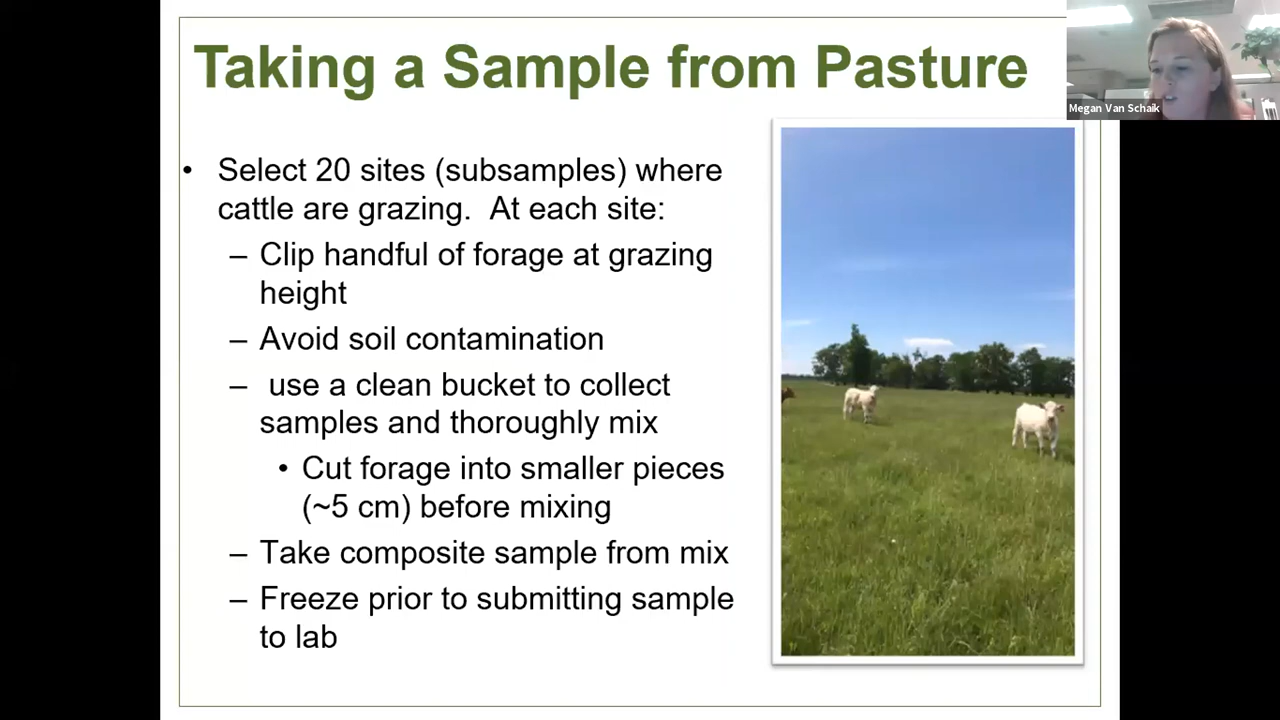 Taking a Sample from Pasture
Megan Van Schaik
• Select 20 sites (subsamples) where
cattle are grazing. At each site:
– Clip handful of forage at grazing
height
– Avoid soil contamination
– use a clean bucket to collect
samples and thoroughly mix
• Cut forage into smaller pieces
(~5 cm) before mixing
– Take composite sample from mix
– Freeze prior to submitting sample
to lab